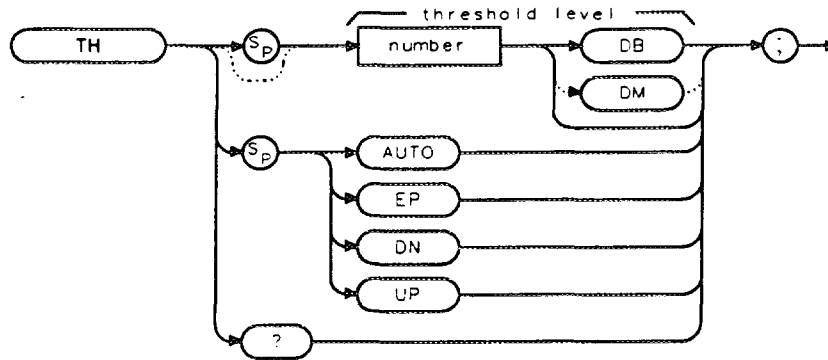 threshold level
TH Sp number DB ;
DM
Sp AUTO
EP
DN
UP
?